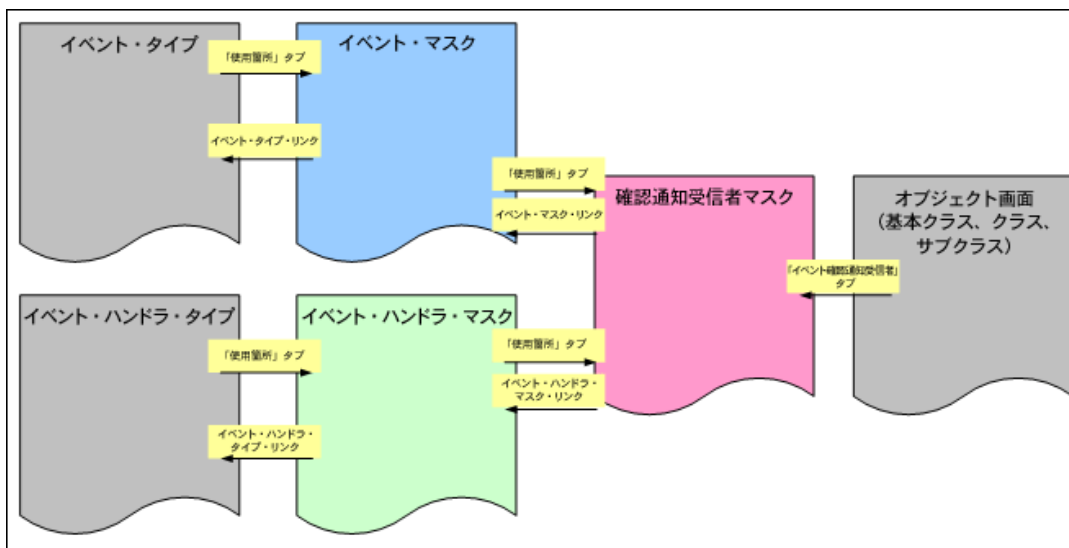 イベント・タイプ
「使用箇所」タブ
イベント・マスク
イベント・タイプ・リンク
「使用箇所」タブ
イベント・マスク・リンク
確認通知受信者マスク
オブジェクト画面
(基本クラス、クラス、
サブクラス)
「イベント確認通知受信者」
タブ
イベント・ハンドラ・タイプ
「使用箇所」タブ
イベント・ハンドラ・マスク
「使用箇所」タブ
イベント・ハンドラ・
マスク・リンク
イベント・ハンドラ・
タイプ・リンク